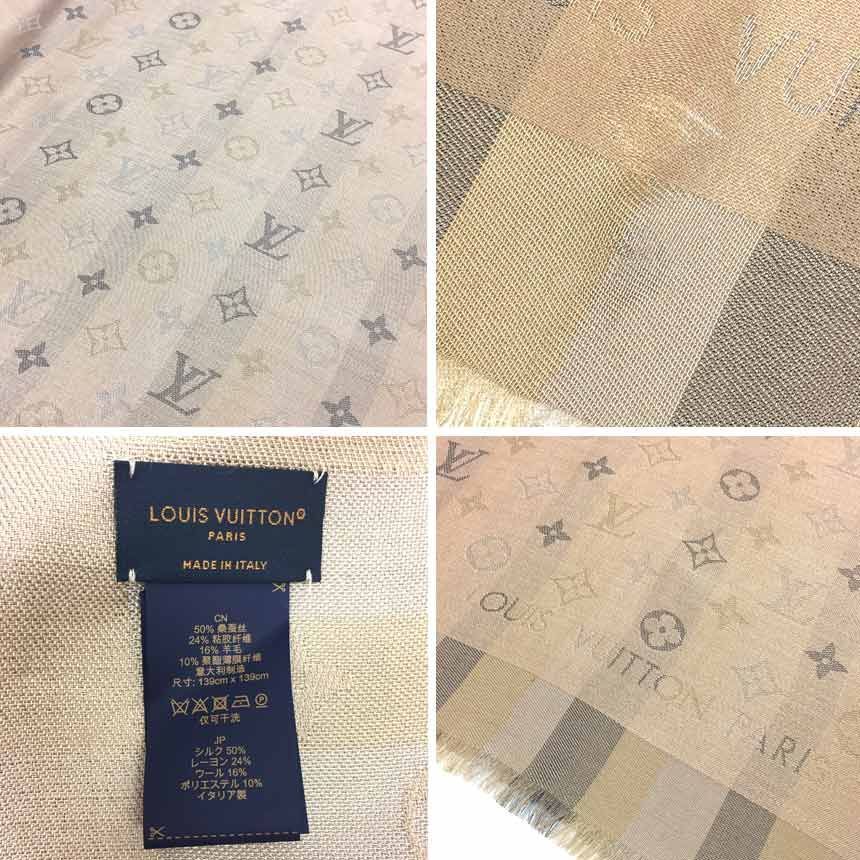 VU
LOUIS VUITTON
PARIS
MADE IN ITALY
CN
50% 桑蚕丝
24% 粘胶纤维
16% 羊毛
10% 聚酯薄膜纤维
意大利制造
尺寸: 139cm x 139cm
仅可干洗
JP
シルク 50%
レーヨン 24%
ウール 16%
ポリエステル 10%
イタリア製
LOUIS VUITTON PARIS